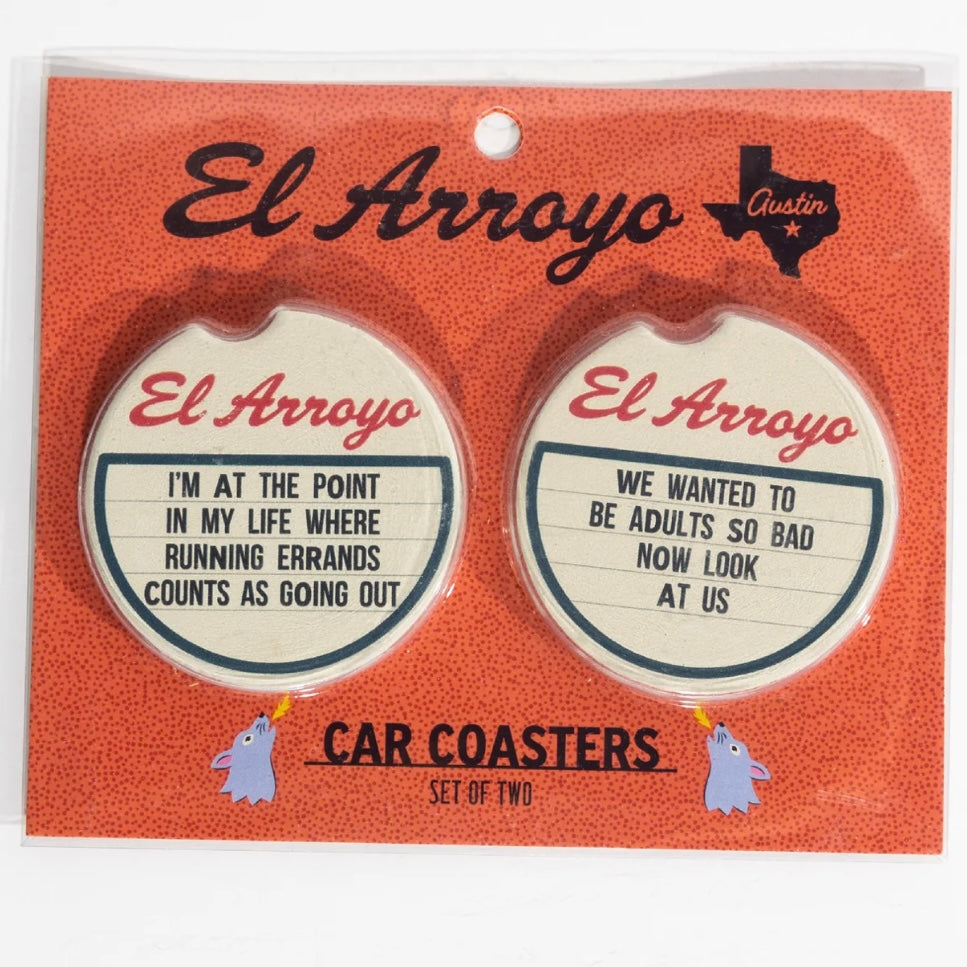 El Arroyo
Austin
El Arroyo
I'M AT THE POINT
IN MY LIFE WHERE
RUNNING ERRANDS
COUNTS AS GOING OUT
El Arroyo
WE WANTED TO
BE ADULTS SO BAD
NOW LOOK
AT US
CAR COASTERS
SET OF TWO